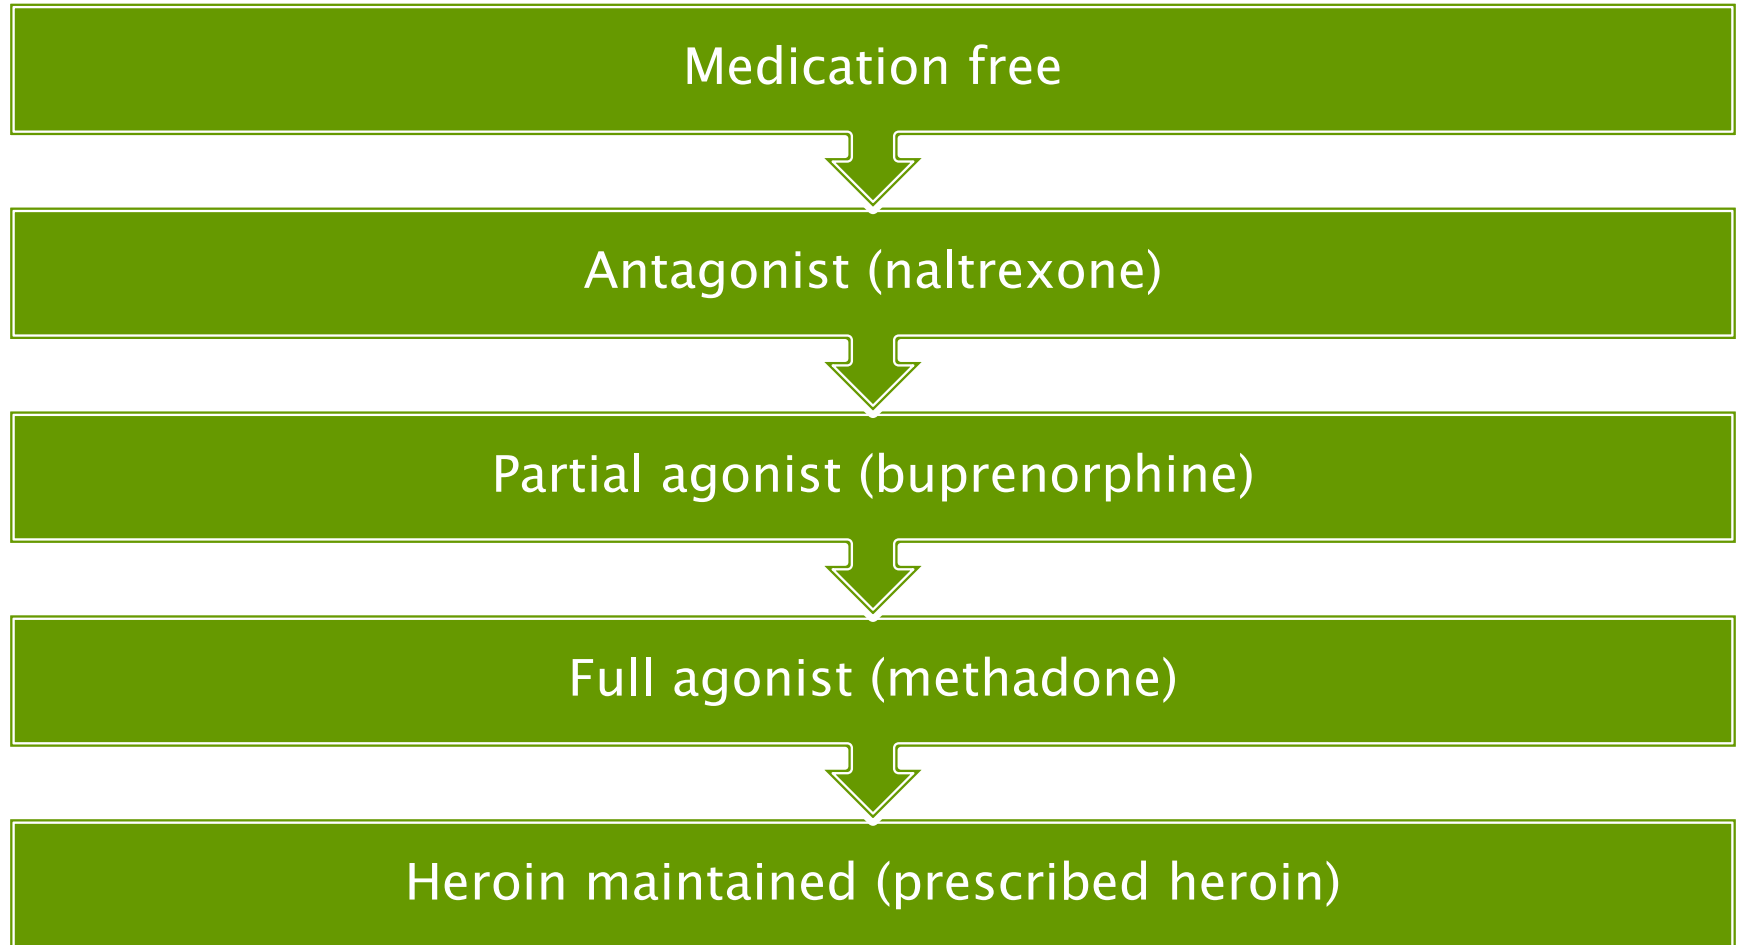 Medication free
Antagonist (naltrexone)
Partial agonist (buprenorphine)
Full agonist (methadone)
Heroin maintained (prescribed heroin)